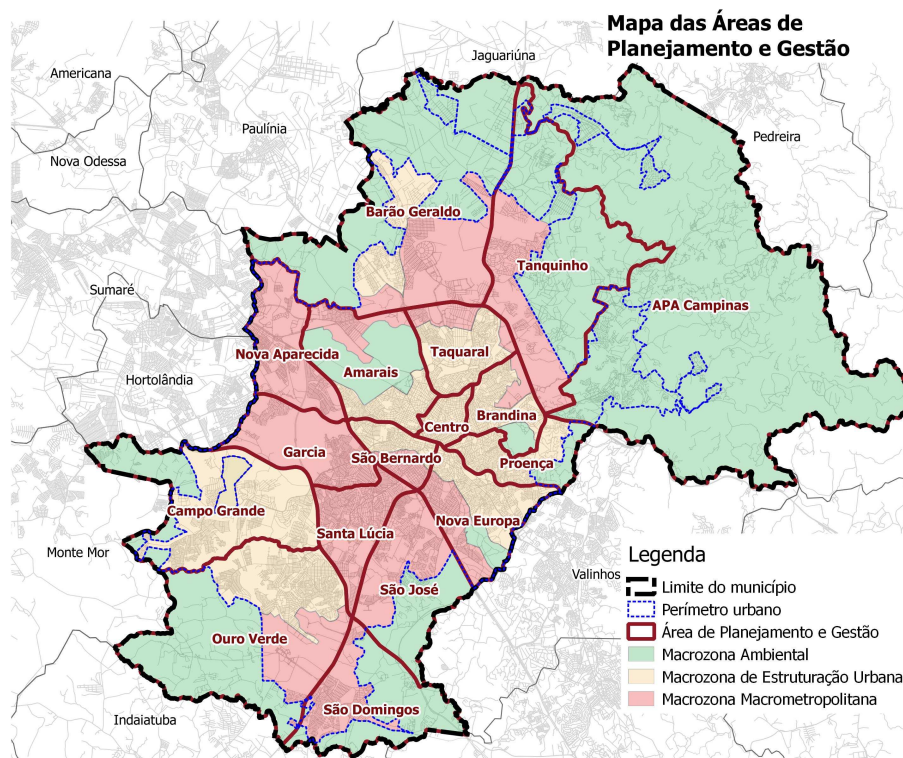 Mapa das Áreas de
Planejamento e Gestão
Jaguariúna
Americana
Paulínia
Pedreira
Nova Odessa
Barão Geraldo
Tanquinho
Sumaré
APA Campinas
Nova Aparecida
Taquaral
Amarais
Hortolândia
Brandina
Centro
Garcia
São Bernardo
Proença
Campo Grande
Nova Europa
Santa Lúcia
Monte Mor
Valinhos
São José
Ouro Verde
São Domingos
Indaiatuba
Legenda
Limite do município
Perímetro urbano
Área de Planejamento e Gestão
Macrozona Ambiental
Macrozona de Estruturação Urbana
Macrozona Macrometropolitana